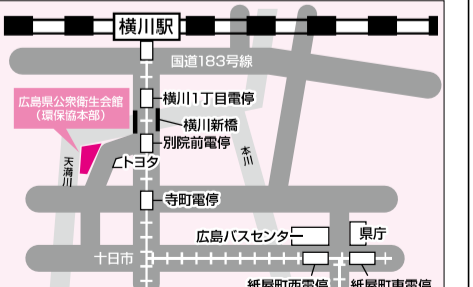 横川駅
国道183号線
広島県公衆衛生会館
（環保協本部）
横川1丁目電停
横川新橋
別院前電停
天満川
トヨタ
本川
寺町電停
広島バスセンター
県庁
十日市
紙屋町西電停
紙屋町東電停